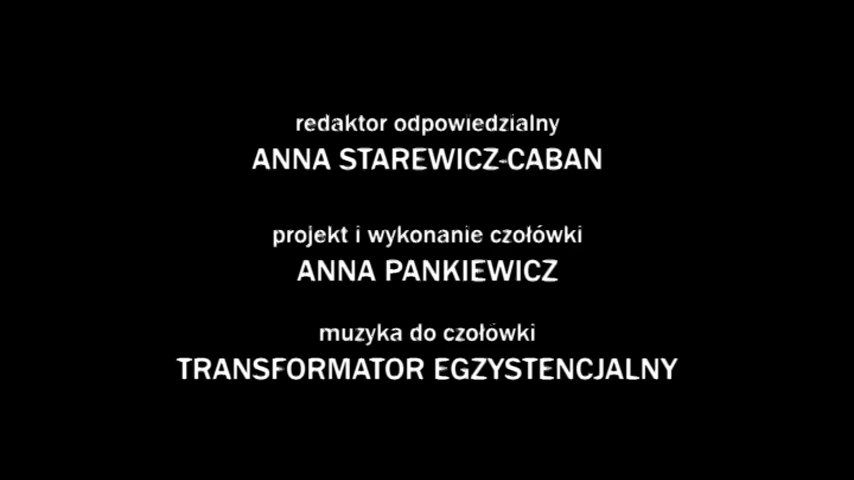 redaktor odpowiedzialny
ANNA STAREWICZ-CABAN
projekt i wykonanie czołówki
ANNA PANKIEWICZ
muzyka do czołówki
TRANSFORMATOR EGZYSTENCJALNY